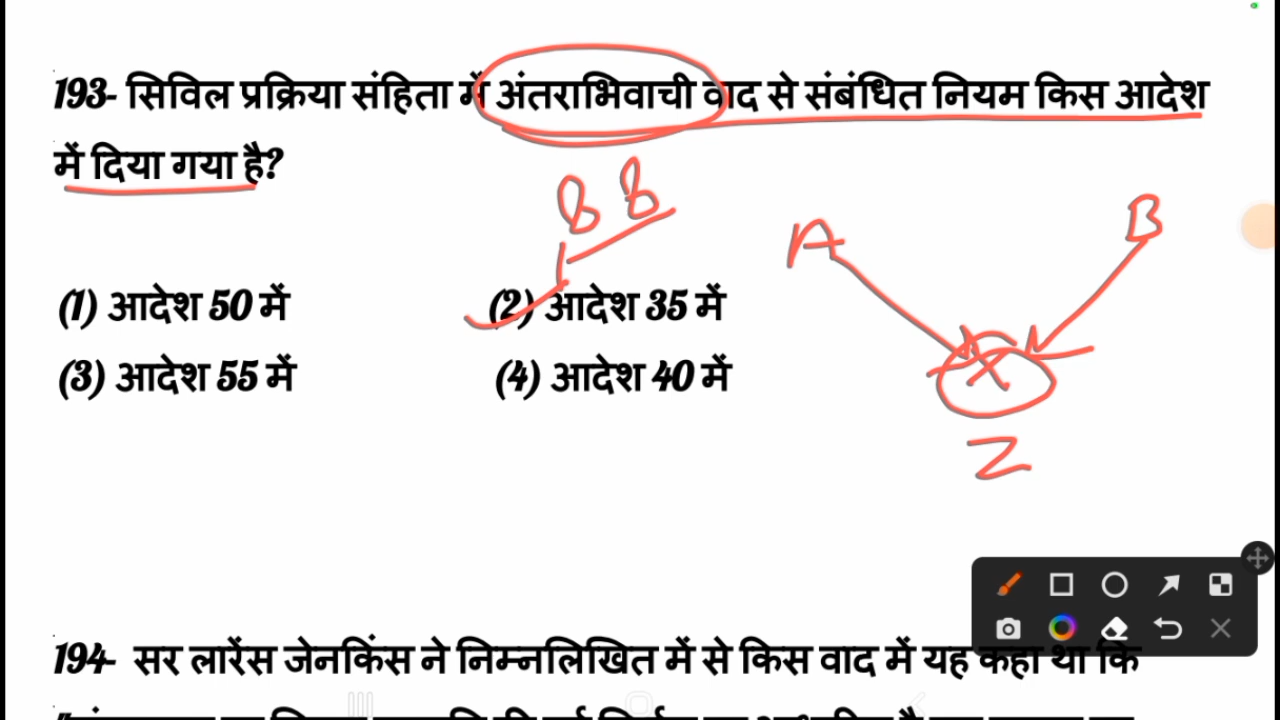 193- सिविल प्रक्रिया संहिता में अंतराभिवाची वाद से संबंधित नियम किस आदेश
में दिया गया है?
88
A
B
(1) आदेश 50 में
(2) आदेश 35 में
X
(3) आदेश 55 में
(4) आदेश 40 में
Z
194- सर लारेंस जेनकिंस ने निम्नलिखित में से किस वाद में यह कहा था कि